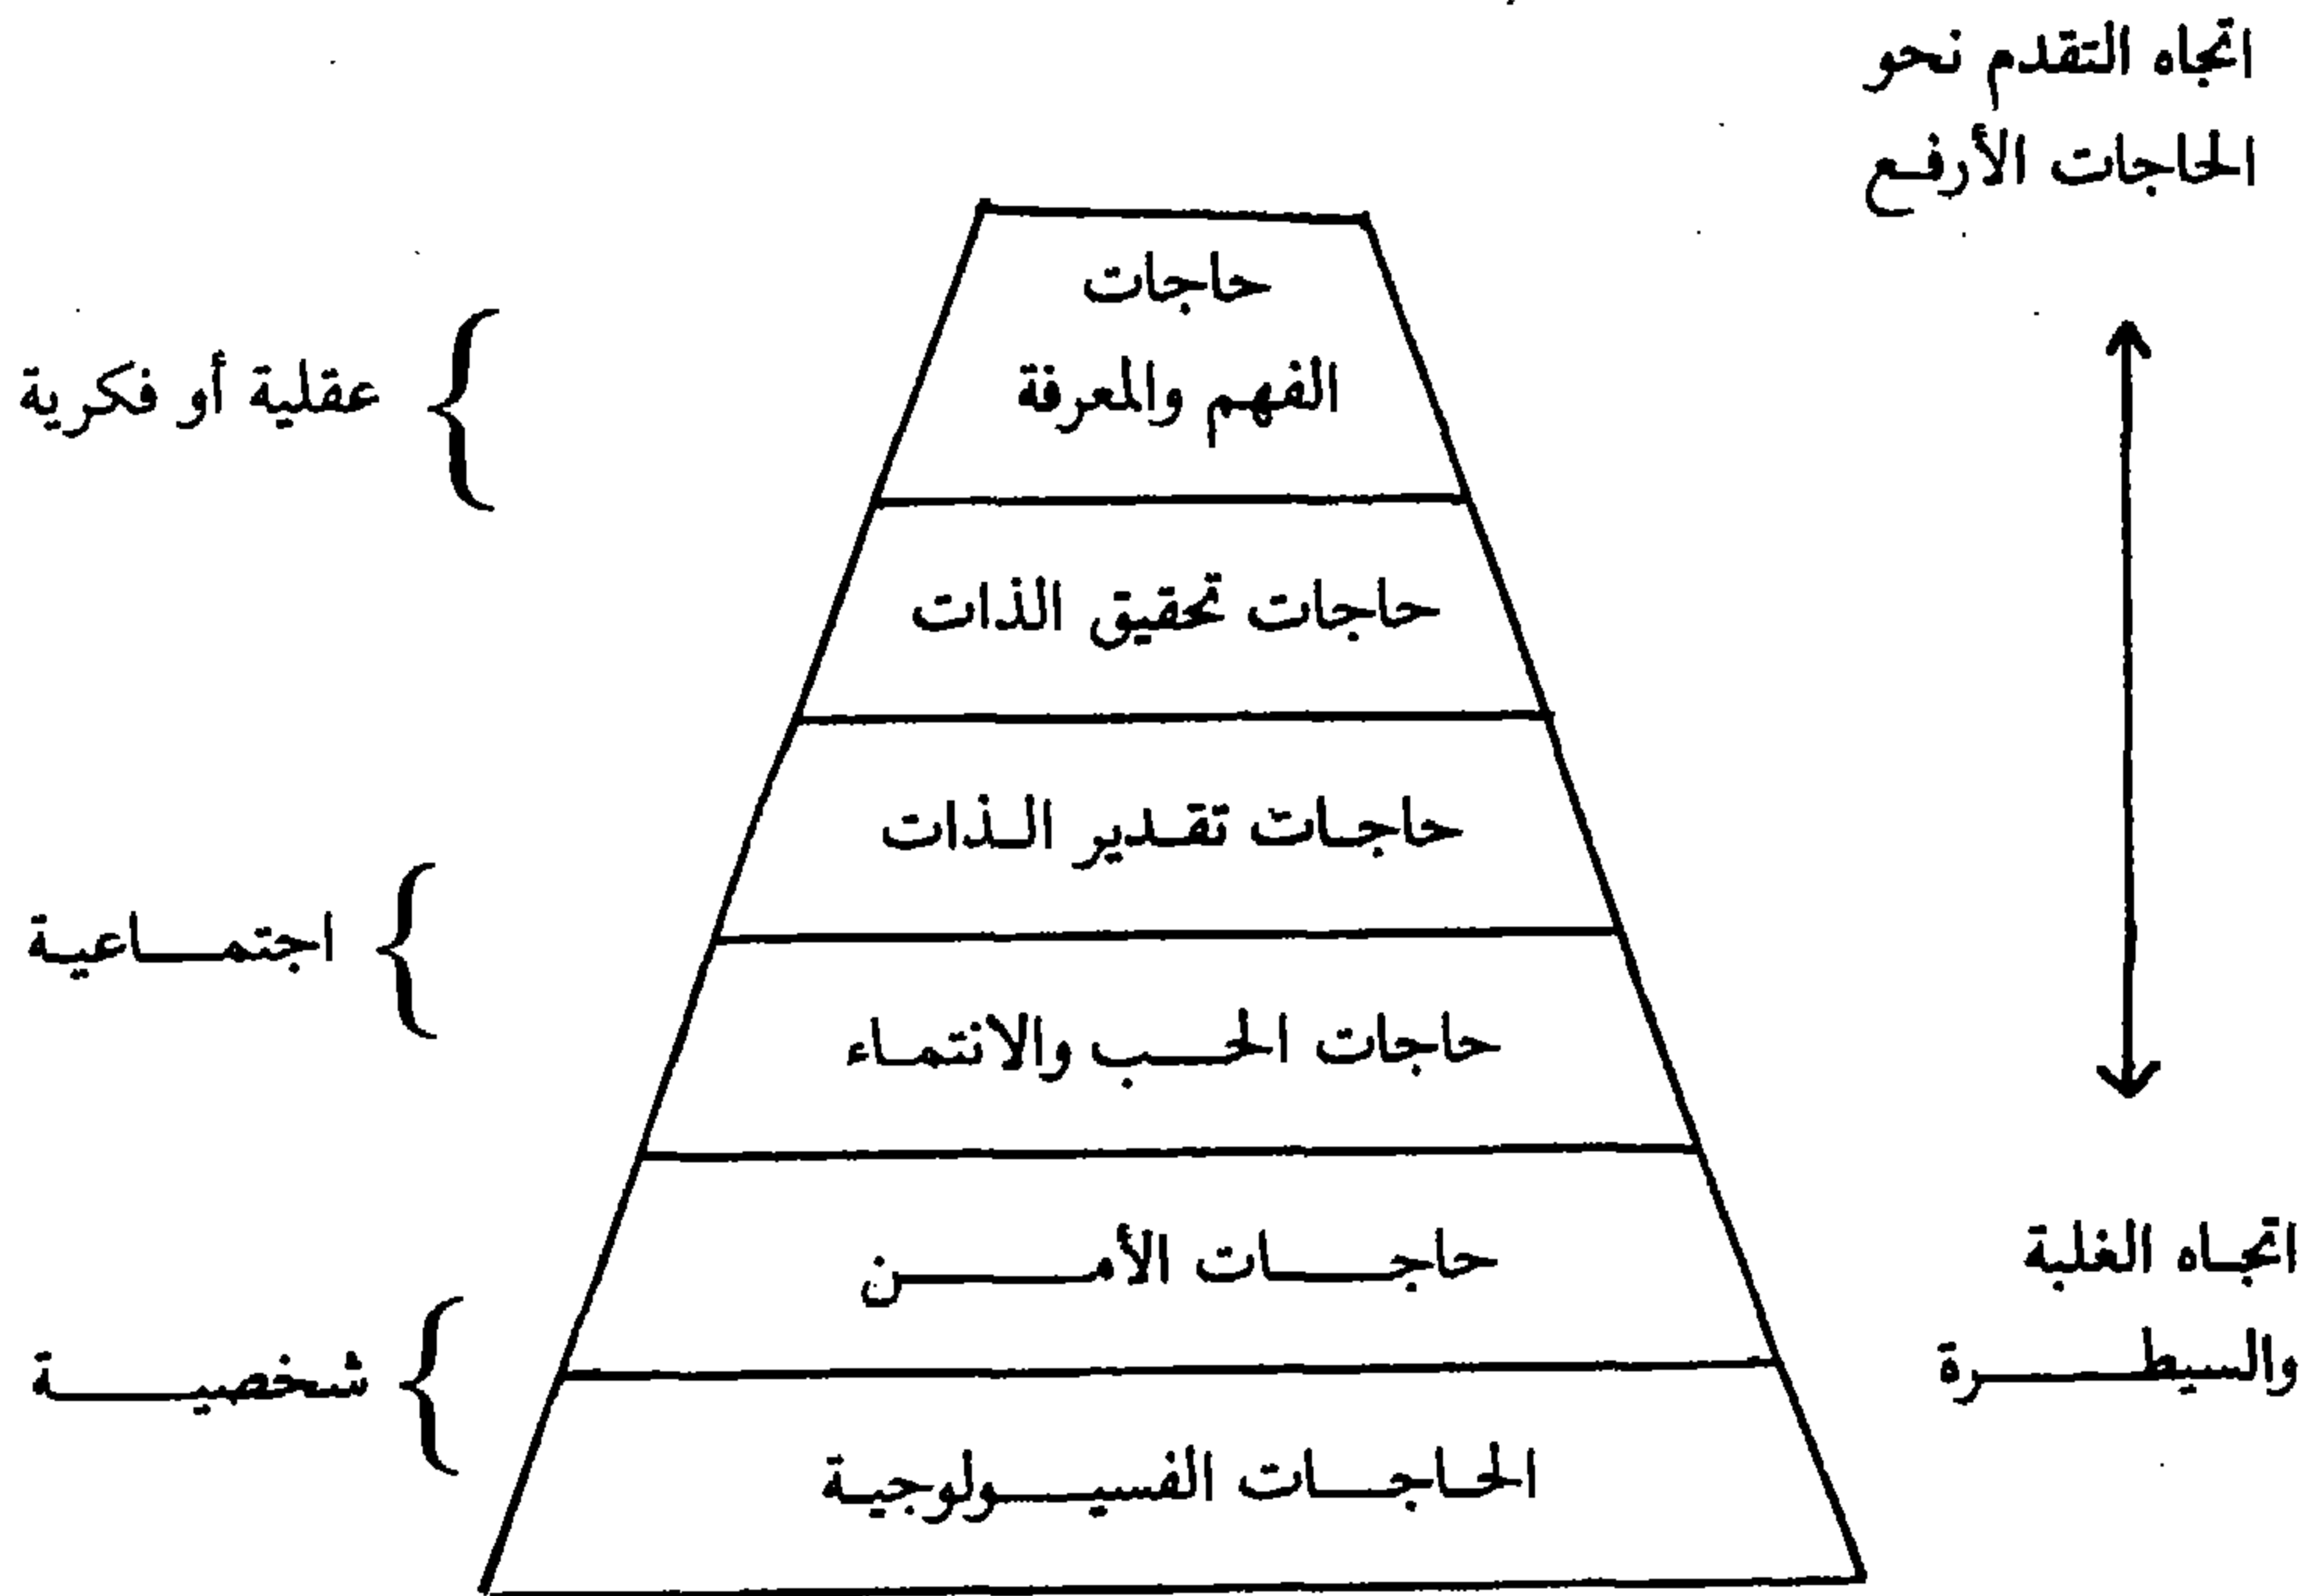 اتجاه التقدم نحو
الحاجات الأرفع
حاجات
الفهم والمعرفة
عقلية أو فكرية
حاجات تحقيق الذات
حاجات تقدير الذات
اجتماعية
حاجات الحب والانتماء
حاجات الأمن
اتجاه الغلبة
والسيطرة
شخصية
الحاجات الفسيولوجية